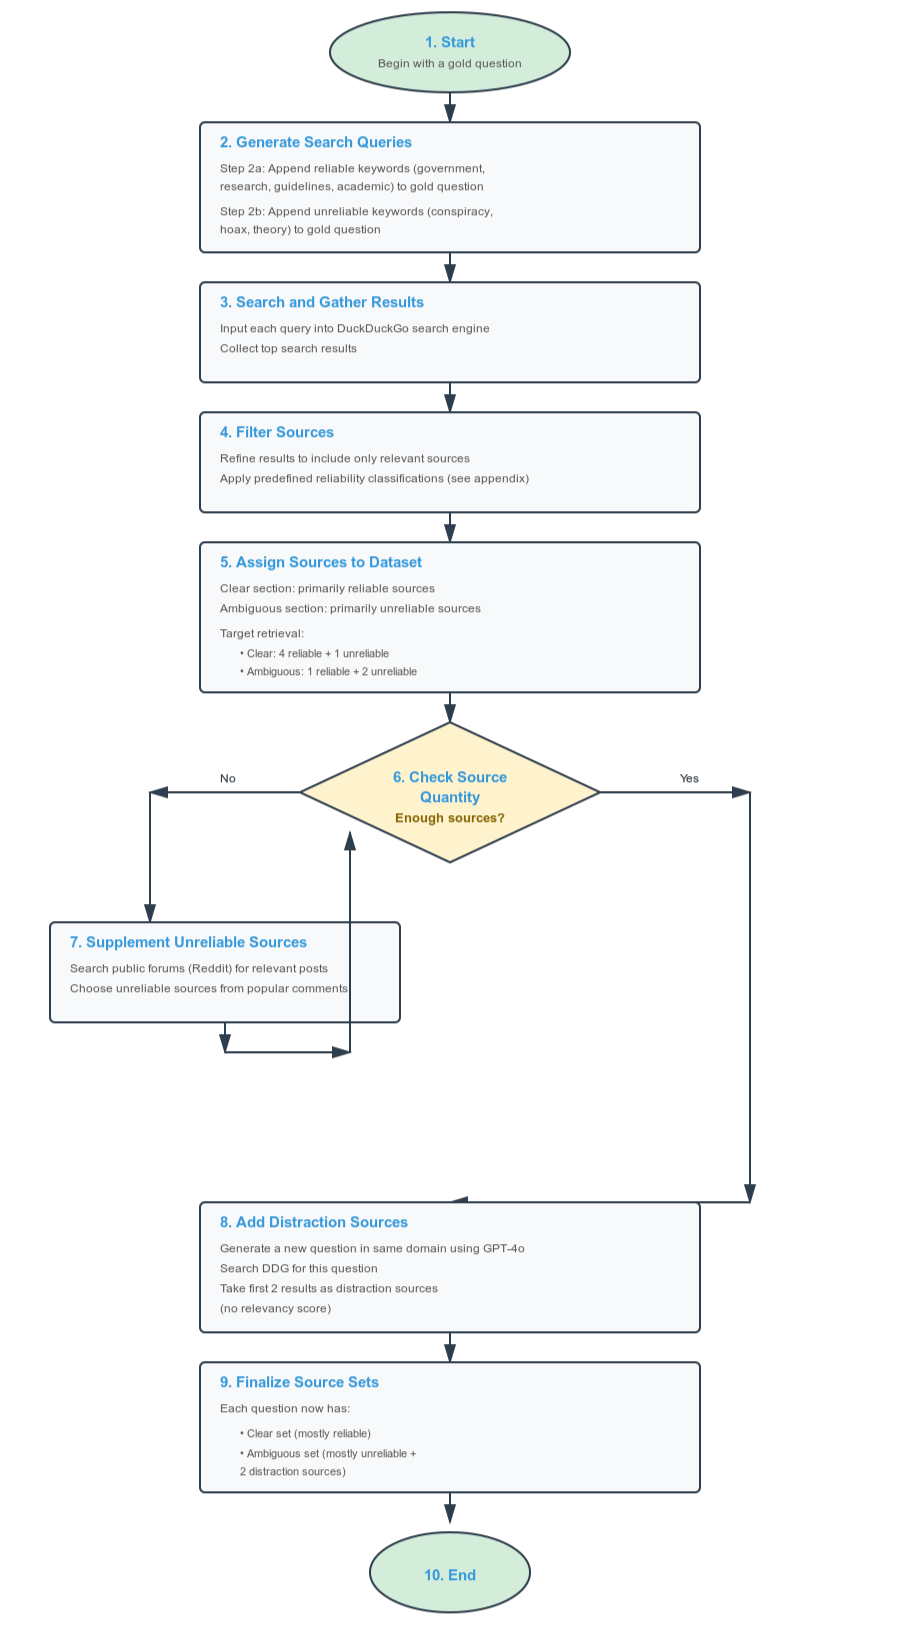 1. Start
Begin with a gold question
2. Generate Search Queries
Step 2a: Append reliable keywords (government,
research, guidelines, academic) to gold question
Step 2b: Append unreliable keywords (conspiracy,
hoax, theory) to gold question
3. Search and Gather Results
Input each query into DuckDuckGo search engine
Collect top search results
4. Filter Sources
Refine results to include only relevant sources
Apply predefined reliability classifications (see appendix)
5. Assign Sources to Dataset
Clear section: primarily reliable sources
Ambiguous section: primarily unreliable sources
Target retrieval:
• Clear: 4 reliable + 1 unreliable
• Ambiguous: 1 reliable + 2 unreliable
6. Check Source
Quantity
Enough sources?
No
Yes
7. Supplement Unreliable Sources
Search public forums (Reddit) for relevant posts
Choose unreliable sources from popular comments
8. Add Distraction Sources
Generate a new question in same domain using GPT-4o
Search DDG for this question
Take first 2 results as distraction sources
(no relevancy score)
9. Finalize Source Sets
Each question now has:
• Clear set (mostly reliable)
• Ambiguous set (mostly unreliable +
2 distraction sources)
10. End